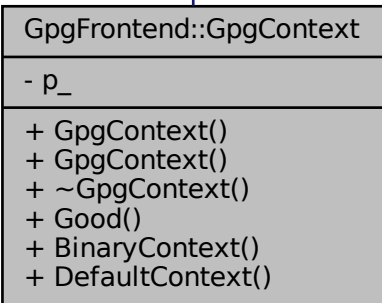 GpgFrontend::GpgContext
- p_
+ GpgContext()
+ GpgContext()
+ ~GpgContext()
+ Good()
+ BinaryContext()
+ DefaultContext()